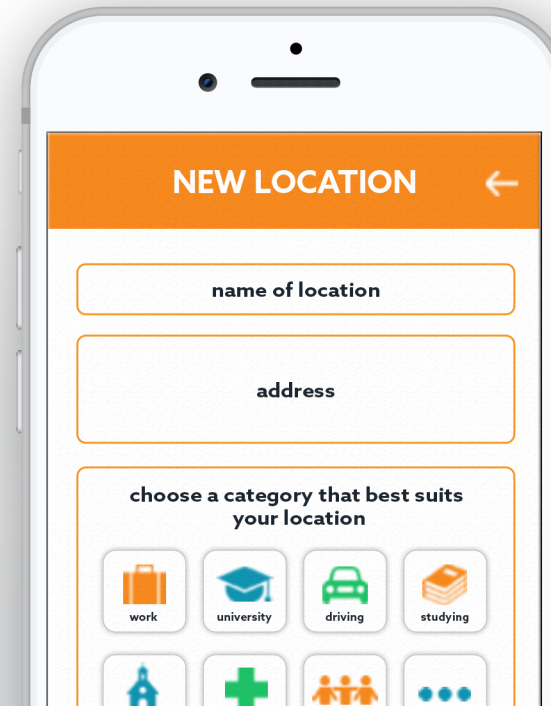 NEW LOCATION
name of location
address
choose a category that best suits
your location
work
university
driving
studying